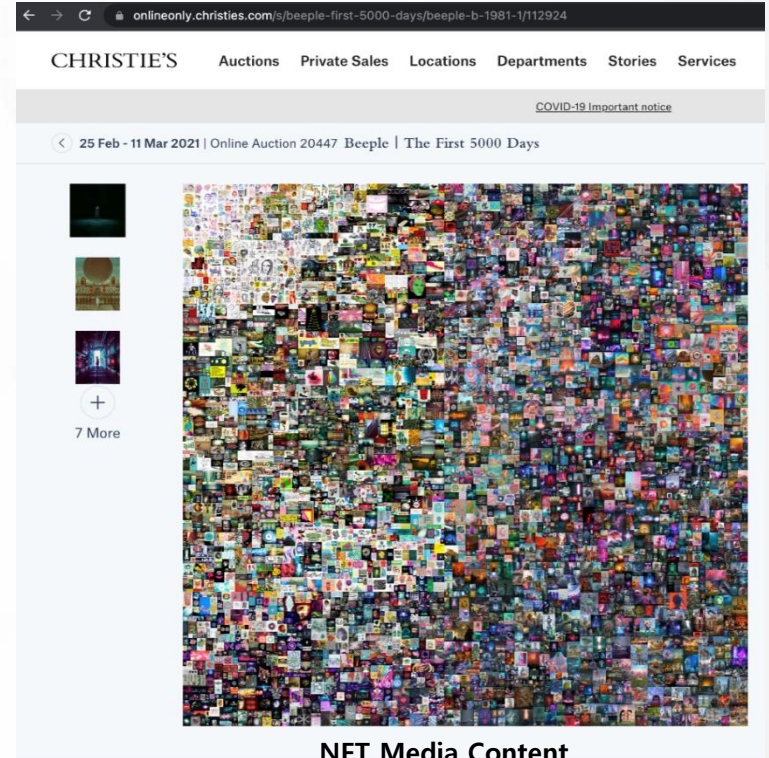 onlineonly.christies.com/s/beeple-first-5000-days/beeple-b-1981-1/112924
CHRISTIE'S Auctions Private Sales Locations Departments Stories Services
COVID-19 Important notice
25 Feb - 11 Mar 2021 | Online Auction 20447 Beeple | The First 5000 Days
7 More
NFT Media Content